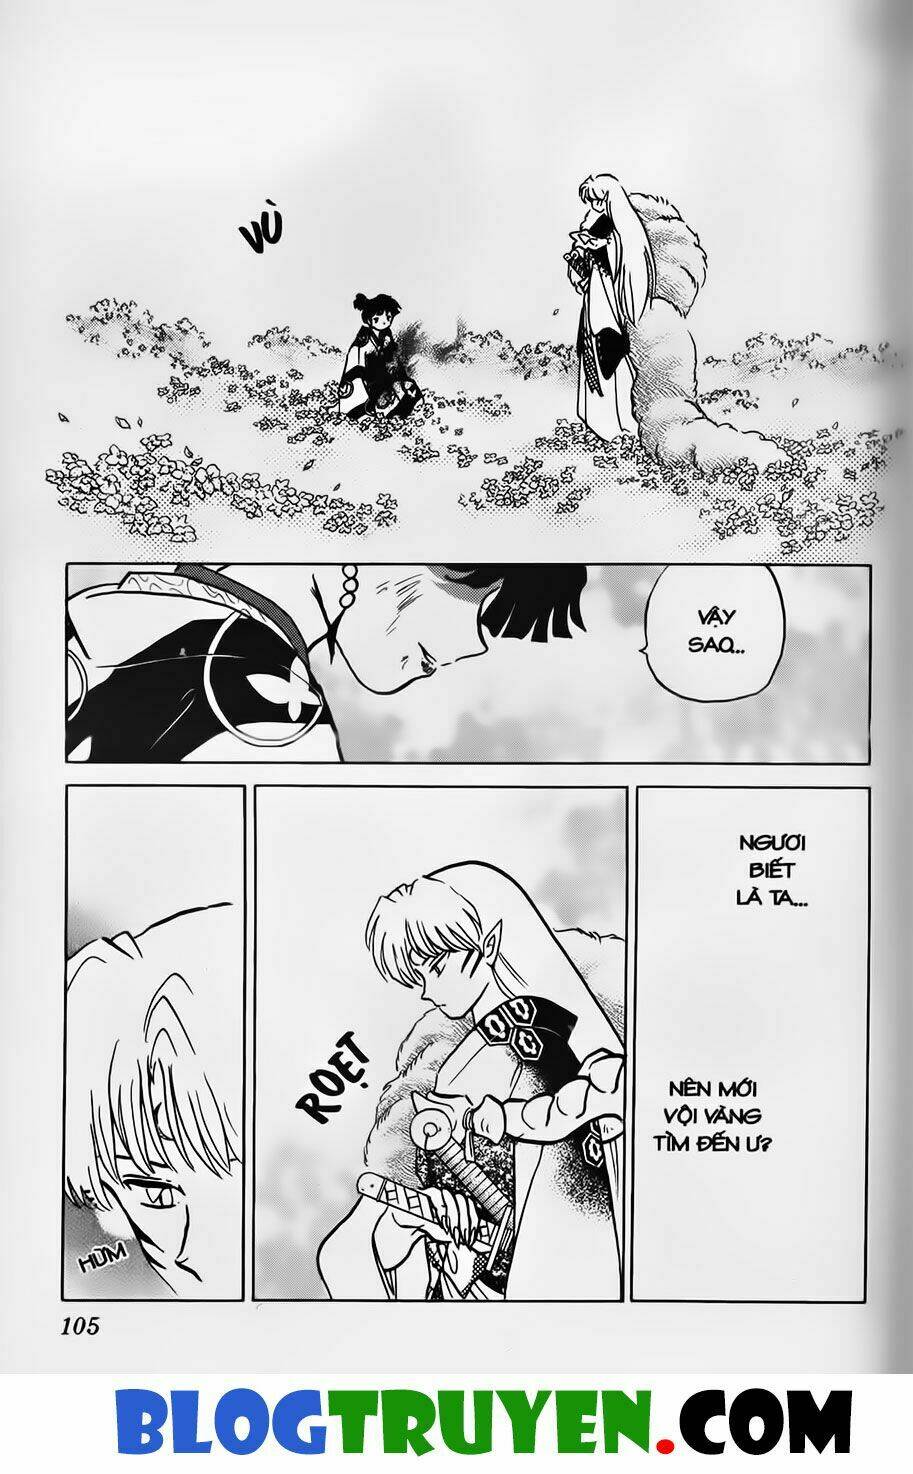 VÙ
VẬY
SAO...
NGƯƠI
BIẾT
LÀ TA...
NÊN MỚI
VỘI VÀNG
TÌM ĐẾN Ư?
ROẸT
HỪM
105
BLOGTRUYEN.COM